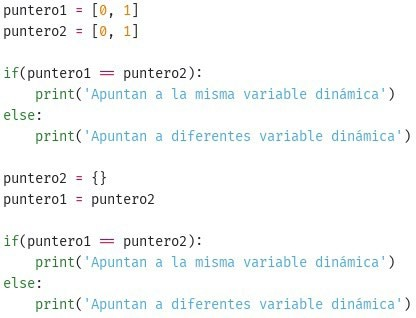 puntero1 = [0, 1]
puntero2 = [0, 1]
if(puntero1 == puntero2):
print('Apuntan a la misma variable dinámica')
else:
print('Apuntan a diferentes variable dinámica')
puntero2 = {}
puntero1 = puntero2
if(puntero1 == puntero2):
print('Apuntan a la misma variable dinámica')
else:
print('Apuntan a diferentes variable dinámica')